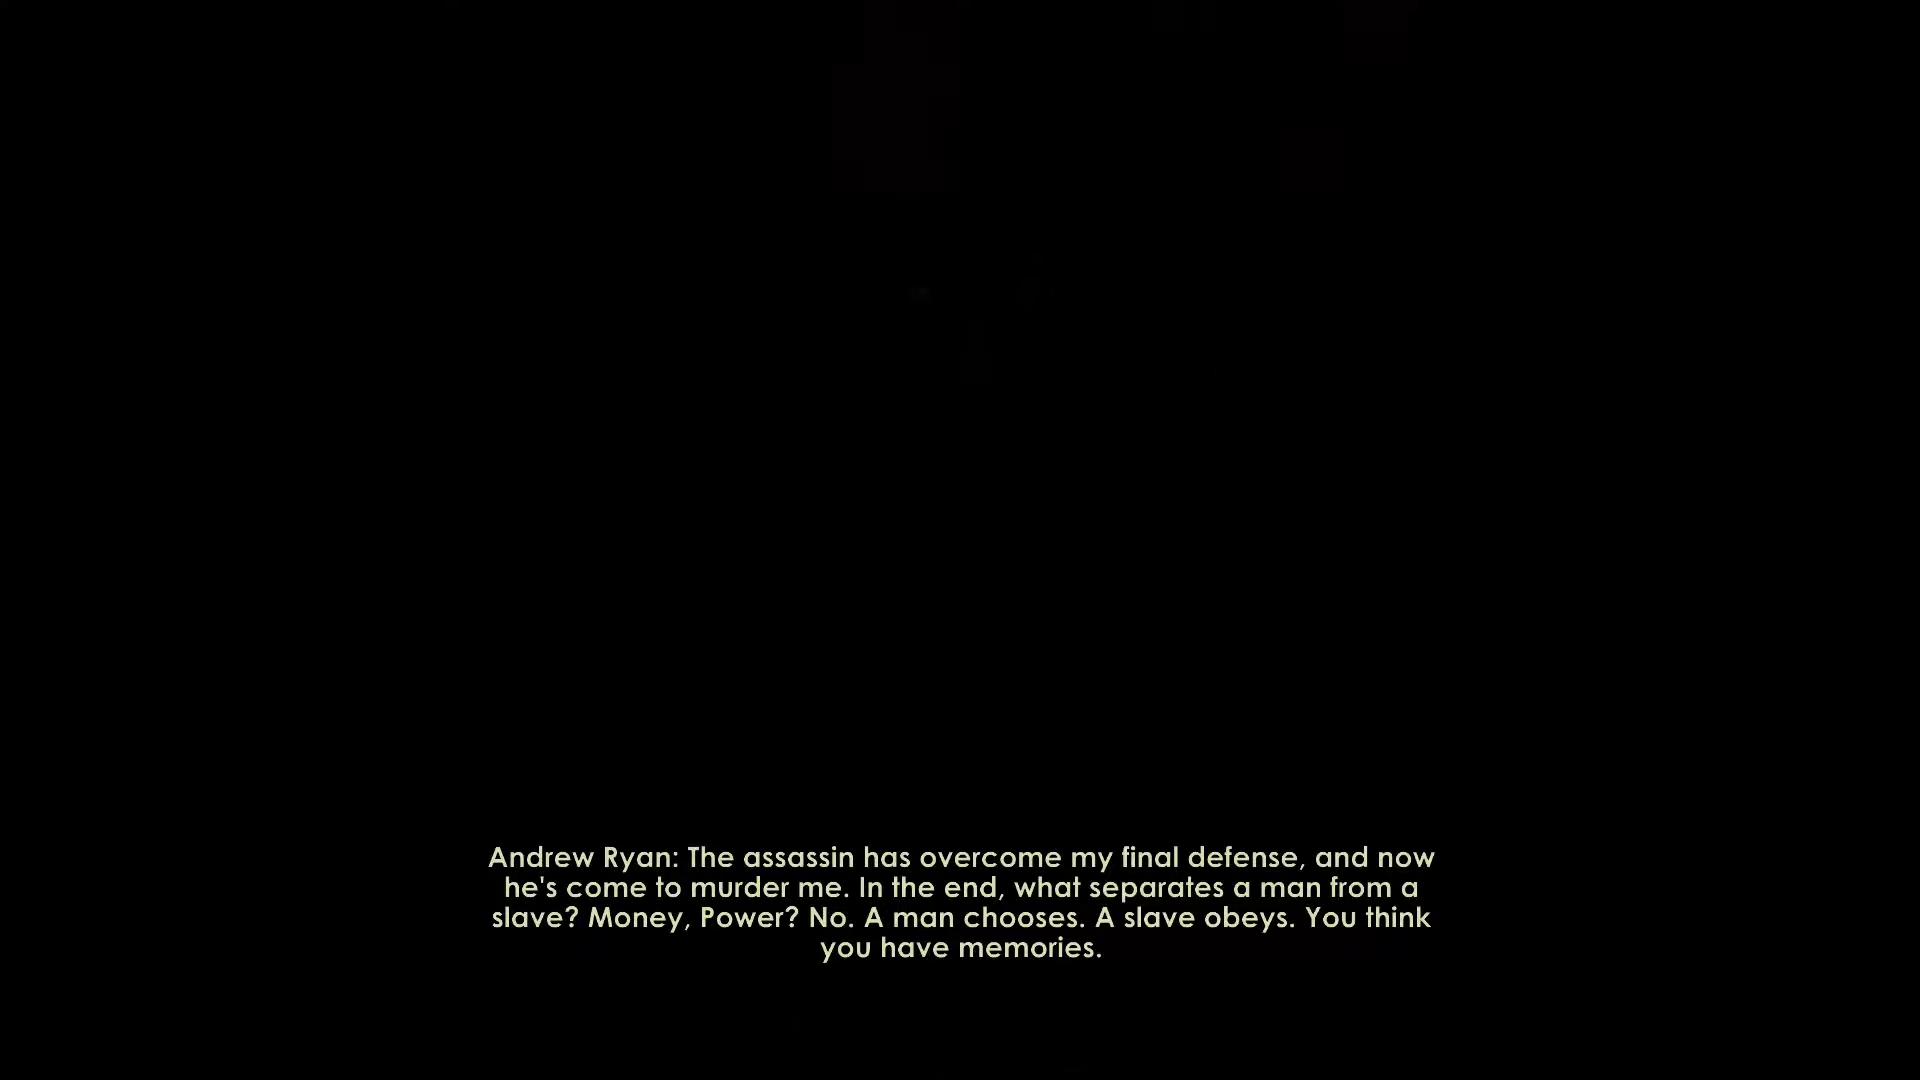 Andrew Ryan: The assassin has overcome my final defense, and now
he's come to murder me. In the end, what separates a man from a
slave? Money, Power? No. A man chooses. A slave obeys. You think
you have memories.